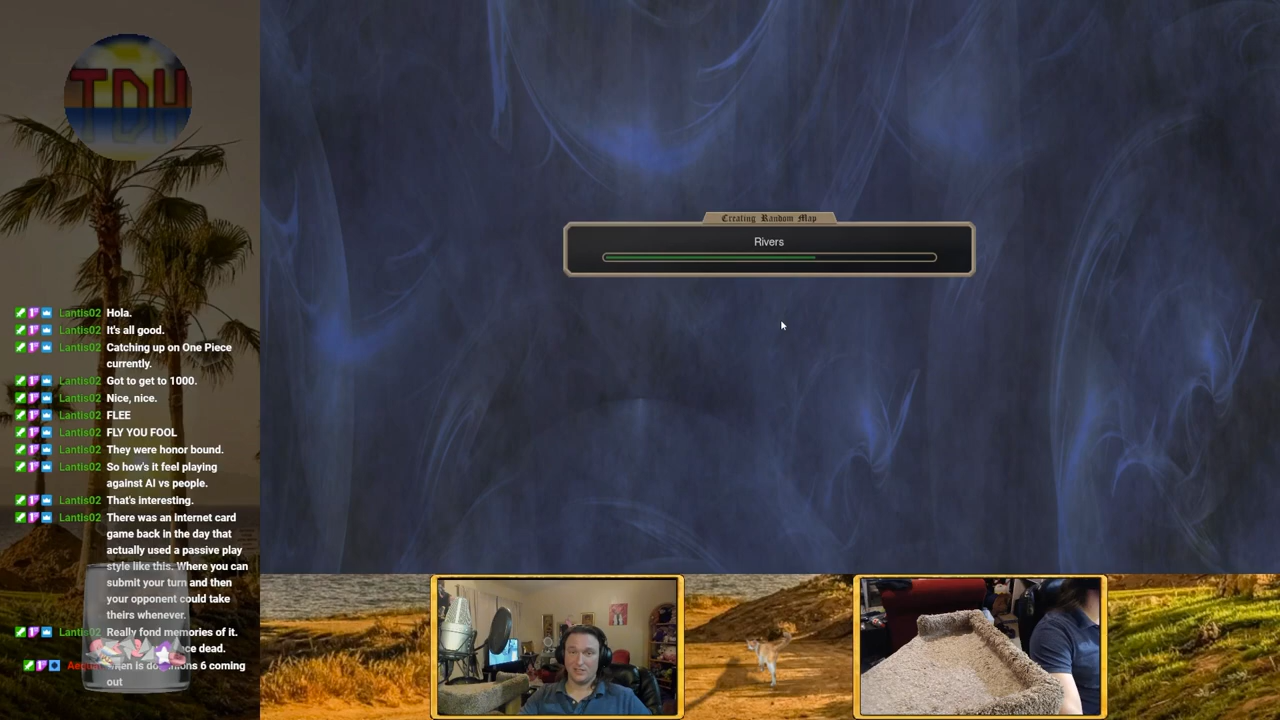 TDH
Creating Random Map
Rivers
Lantis02 Hola.
Lantis02 It's all good.
Lantis02 Catching up on One Piece
currently.
Lantis02 Got to get to 1000.
Lantis02 Nice, nice.
Lantis02 FLEE
Lantis02 FLY YOU FOOL
Lantis02 They were honor bound.
Lantis02 So how's it feel playing
against AI vs people.
Lantis02 That's interesting.
Lantis02 There was an internet card
game back in the day that
actually used a passive play
style like this. Where you can
submit your turn and then
your opponent could take
theirs whenever.
Lantis02 Really fond memories of it.
dead.
is 6 coming
out